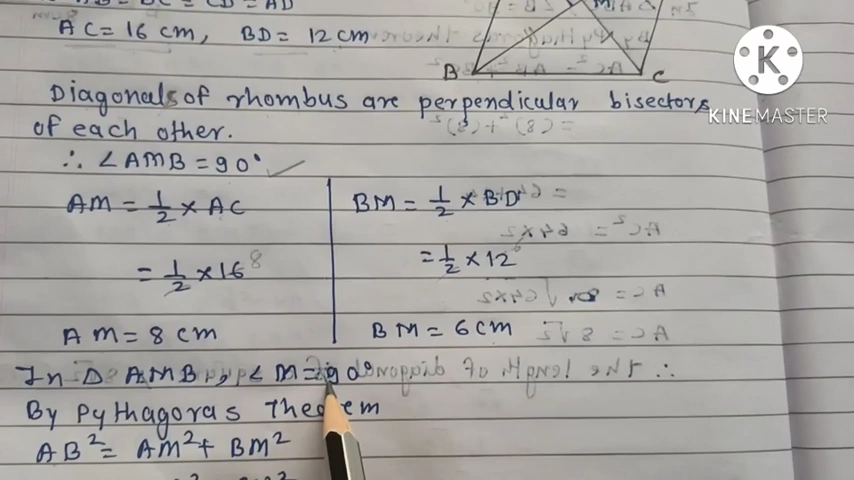 AC = 16 cm, BD = 12 cm
M
B C
K
KINEMASTER
Diagonals of rhombus are perpendicular bisectors
of each other.
∴ ∠AMB = 90°
AM = 1/2 × AC
= 1/2 × 16 8
AM = 8 cm
BM = 1/2 × BD
= 1/2 × 12 6
BM = 6 cm
In Δ AMB, ∠M = 90°
By Pythagoras Theorem
AB² = AM² + BM²